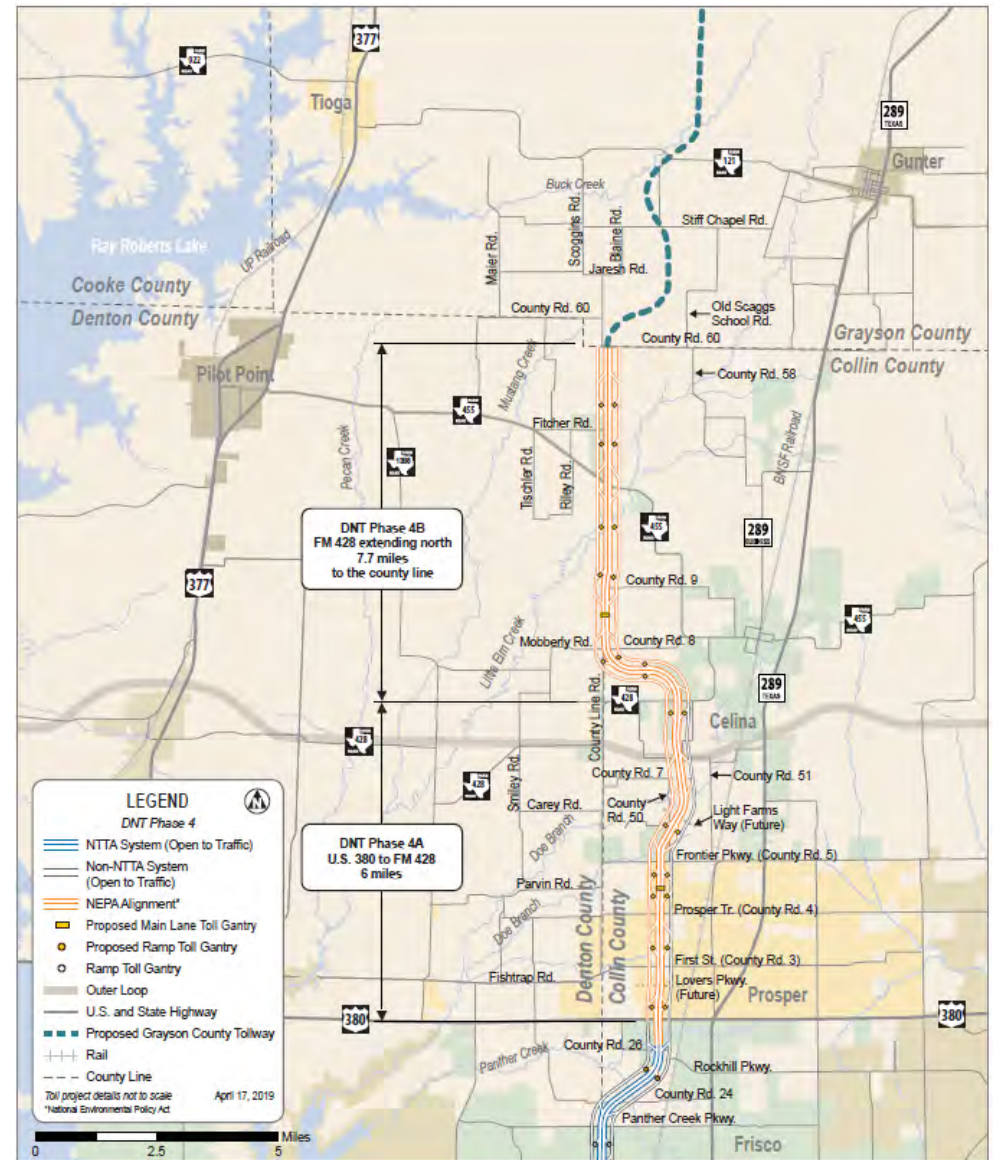 377
922
Tioga
289
TEXAS
121
Gunter
Buck Creek
Scoggins Rd.
Blaine Rd.
Maier Rd.
Stiff Chapel Rd.
Ray Roberts Lake
UP Railroad
Jaresh Rd.
Cooke County
Denton County
County Rd. 60
Old Scaggs
School Rd.
County Rd. 60
Grayson County
Collin County
Pilot Point
Mustang Creek
County Rd. 58
455
Fitcher Rd.
Pecan Creek
Tischler Rd.
Riley Rd.
BNSF Railroad
DNT Phase 4B
FM 428 extending north
7.7 miles
to the county line
455
289
377
County Rd. 9
455
Little Elm Creek
Mobberly Rd.
County Rd. 8
County Line Rd.
428
289
TEXAS
Celina
428
Smiley Rd.
County Rd. 7
County Rd. 51
428
Carey Rd.
County
Rd. 50
Light Farms
Way (Future)
DNT Phase 4A
U.S. 380 to FM 428
6 miles
Doe Branch
Frontier Pkwy. (County Rd. 5)
Parvin Rd.
Doe Branch
Prosper Tr. (County Rd. 4)
Denton County
Collin County
First St. (County Rd. 3)
Fishtrap Rd.
Lovers Pkwy.
(Future)
Prosper
380
380
Panther Creek
County Rd. 26
Rockhill Pkwy.
County Rd. 24
Panther Creek Pkwy.
Frisco
LEGEND
N
DNT Phase 4
NTTA System (Open to Traffic)
Non-NTTA System
(Open to Traffic)
NEPA Alignment*
Proposed Main Lane Toll Gantry
Proposed Ramp Toll Gantry
Ramp Toll Gantry
Outer Loop
U.S. and State Highway
Proposed Grayson County Tollway
Rail
County Line
Toll project details not to scale April 17, 2019
*National Environmental Policy Act
Miles
0 2.5 5